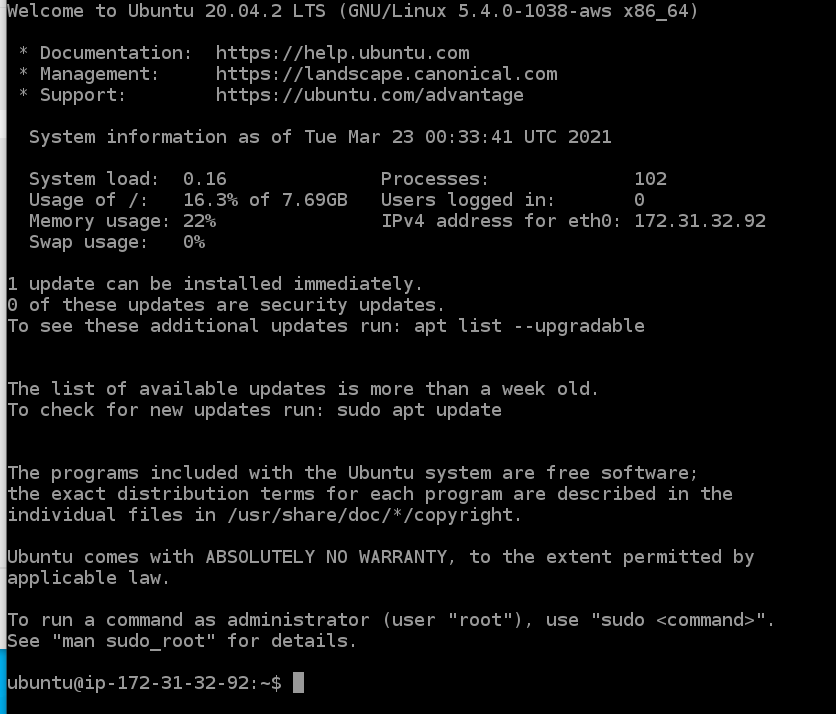 Welcome to Ubuntu 20.04.2 LTS (GNU/Linux 5.4.0-1038-aws x86_64)
* Documentation:  https://help.ubuntu.com
* Management:     https://landscape.canonical.com
* Support:        https://ubuntu.com/advantage
System information as of Tue Mar 23 00:33:41 UTC 2021
System load:  0.16              Processes:             102
Usage of /:   16.3% of 7.69GB   Users logged in:       0
Memory usage: 22%               IPv4 address for eth0: 172.31.32.92
Swap usage:   0%
1 update can be installed immediately.
0 of these updates are security updates.
To see these additional updates run: apt list --upgradable
The list of available updates is more than a week old.
To check for new updates run: sudo apt update
The programs included with the Ubuntu system are free software;
the exact distribution terms for each program are described in the
individual files in /usr/share/doc/*/copyright.
Ubuntu comes with ABSOLUTELY NO WARRANTY, to the extent permitted by
applicable law.
To run a command as administrator (user "root"), use "sudo <command>".
See "man sudo_root" for details.
ubuntu@ip-172-31-32-92:~$